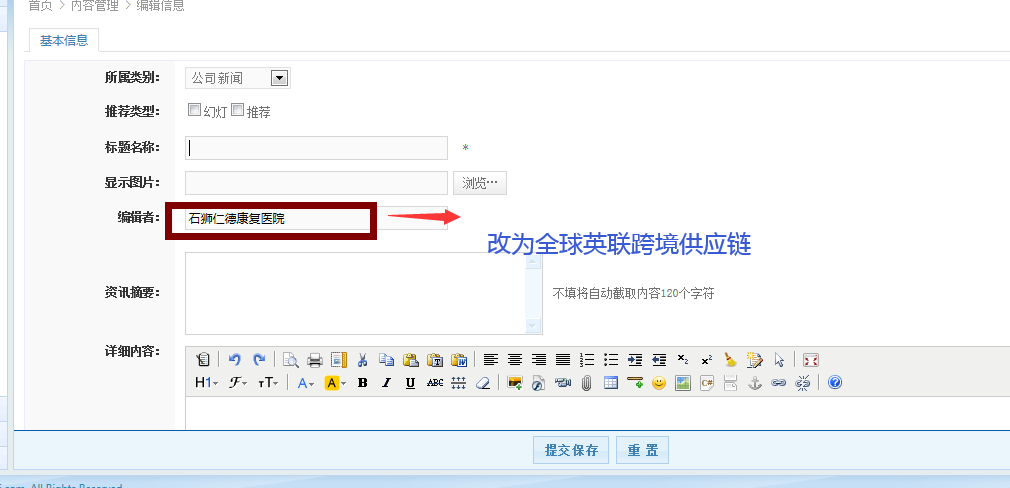 首页 > 内容管理 > 编辑信息
基本信息
所属类别： 公司新闻
推荐类型： 幻灯 推荐
标题名称： *
显示图片： 浏览…
编辑者： 石狮仁德康复医院
改为全球英联跨境供应链
资讯摘要： 不填将自动截取内容120个字符
详细内容：
H1 F TT A A B I U ABC
提交保存 重 置
.com All Rights Reserved